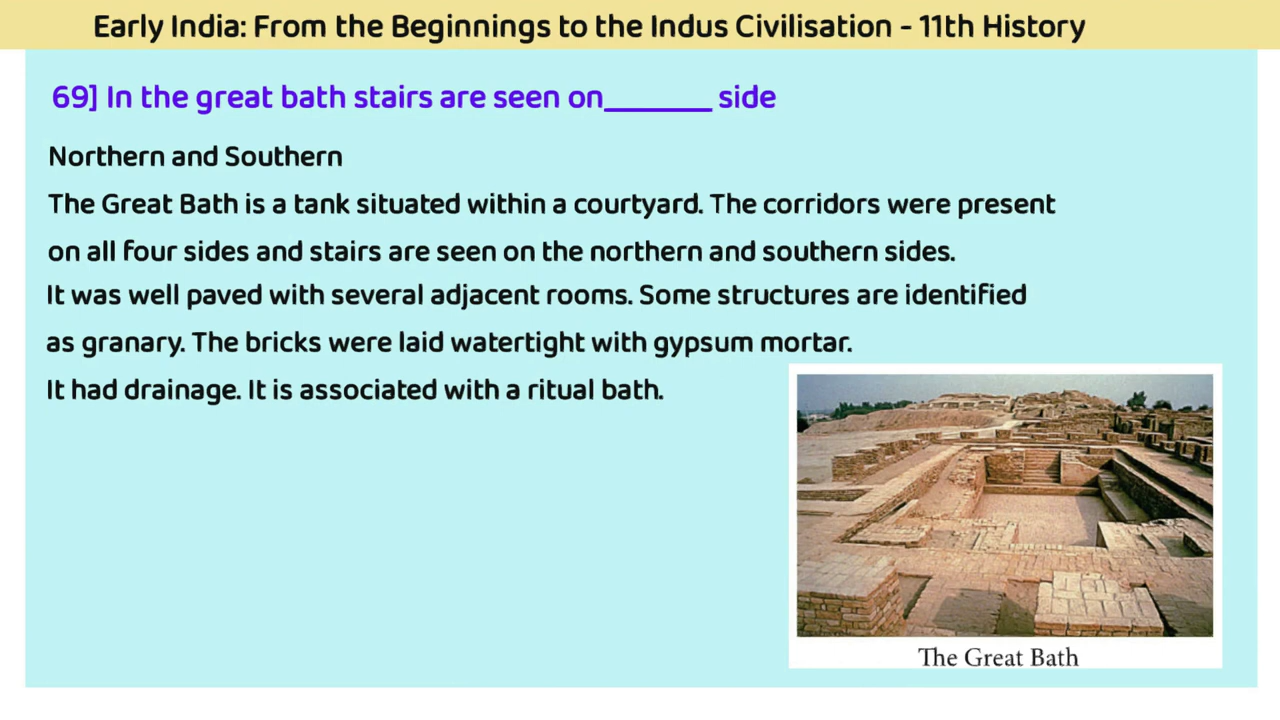 Early India: From the Beginnings to the Indus Civilisation - 11th History
69] In the great bath stairs are seen on_______ side
Northern and Southern
The Great Bath is a tank situated within a courtyard. The corridors were present
on all four sides and stairs are seen on the northern and southern sides.
It was well paved with several adjacent rooms. Some structures are identified
as granary. The bricks were laid watertight with gypsum mortar.
It had drainage. It is associated with a ritual bath.
The Great Bath